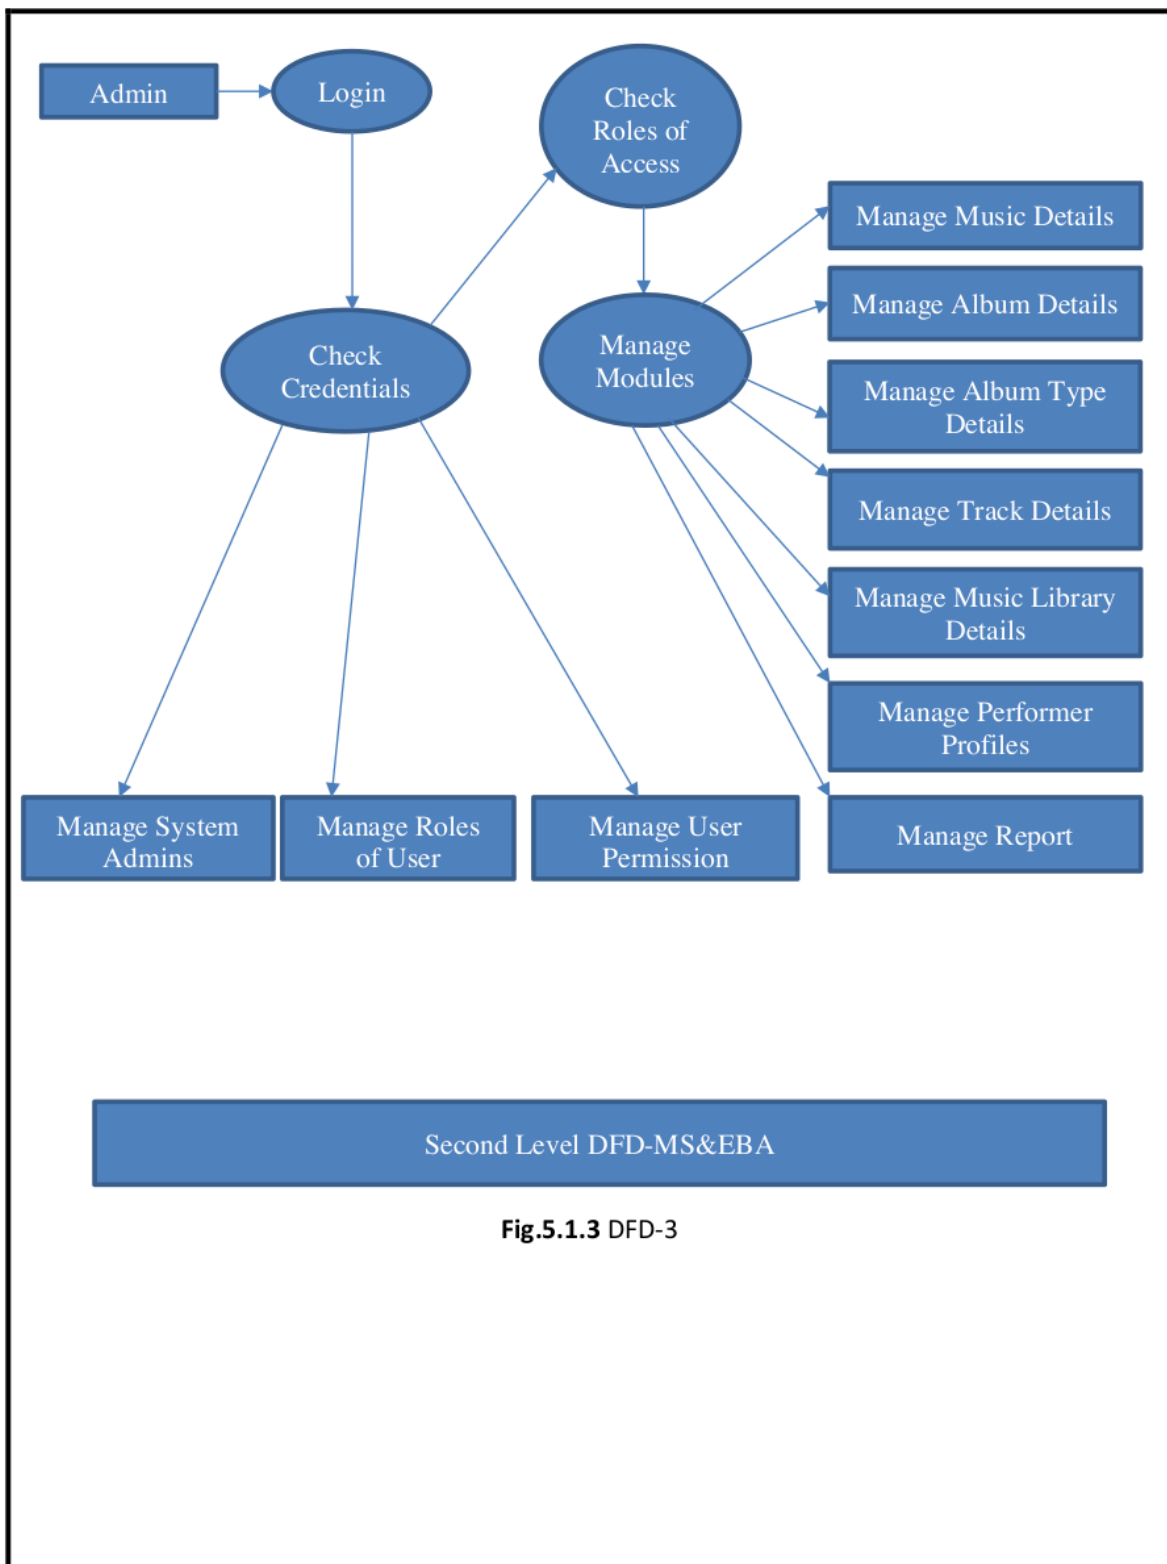 Admin
Login
Check
Roles of
Access
Manage Music Details
Manage Album Details
Check
Credentials
Manage
Modules
Manage Album Type
Details
Manage Track Details
Manage Music Library
Details
Manage Performer
Profiles
Manage System
Admins
Manage Roles
of User
Manage User
Permission
Manage Report
Second Level DFD-MS&EBA
Fig.5.1.3 DFD-3